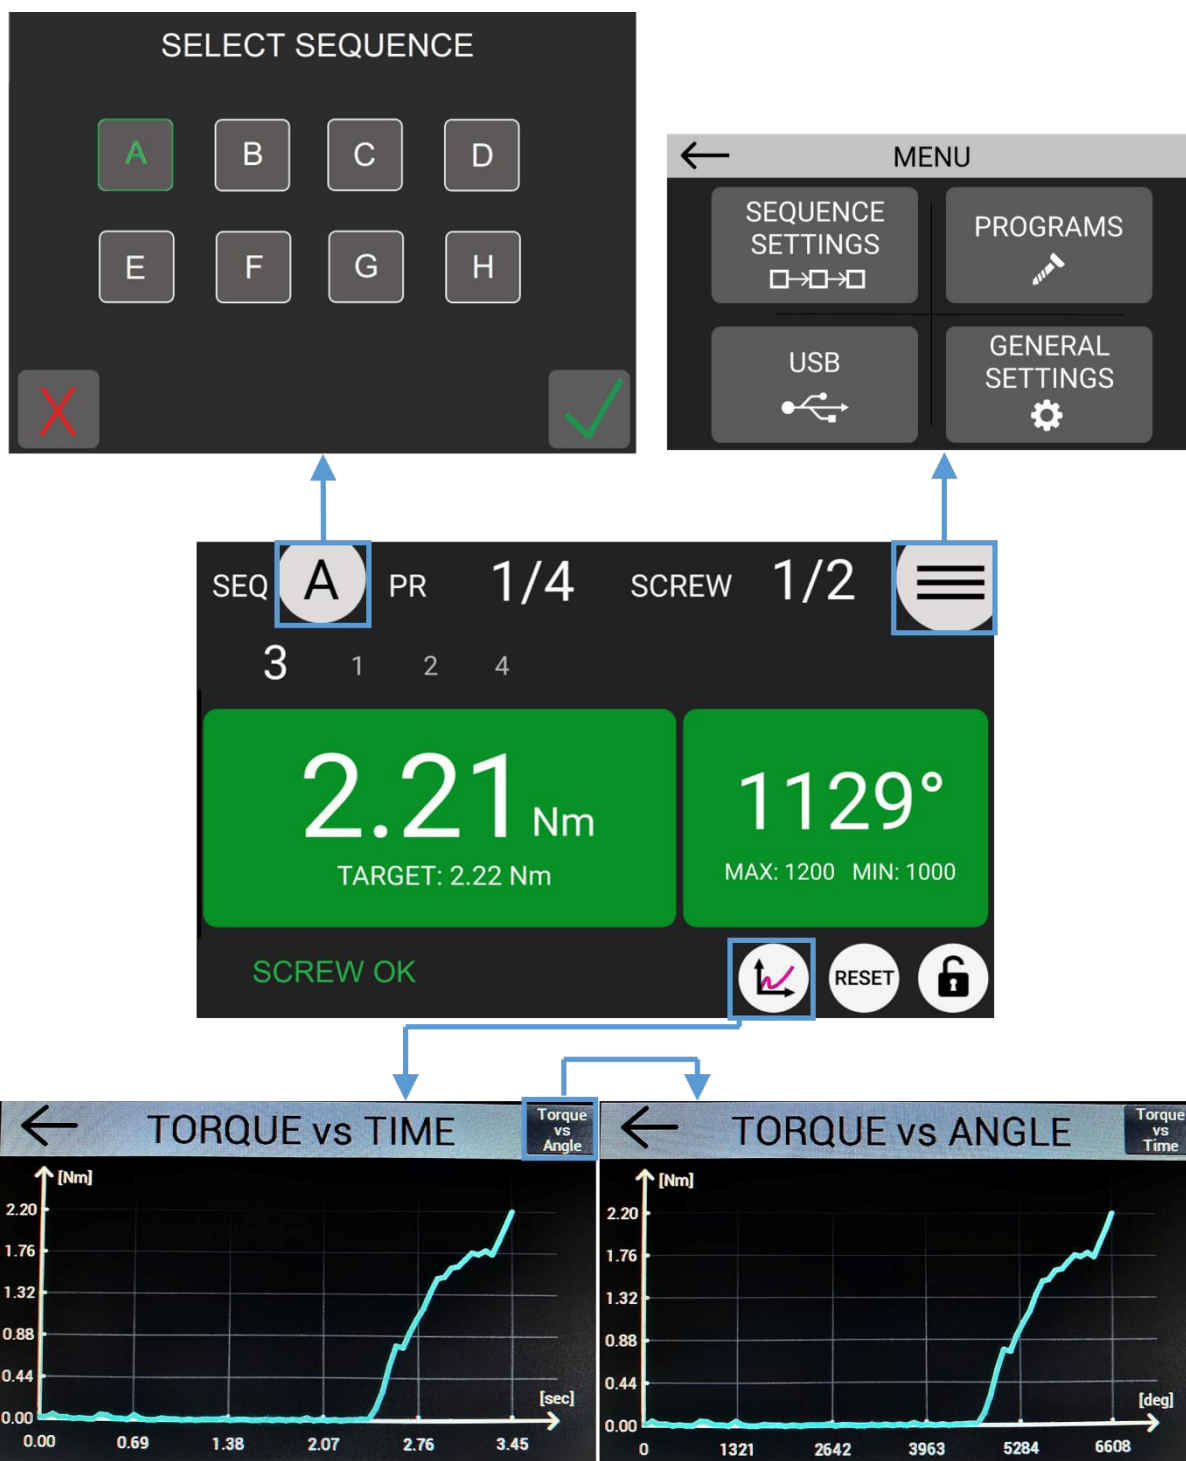 SELECT SEQUENCE
A B C D
E F G H
MENU
SEQUENCE
SETTINGS
PROGRAMS
USB
GENERAL
SETTINGS
SEQ A PR 1/4 SCREW 1/2
3 1 2 4
2.21 Nm
TARGET: 2.22 Nm
1129°
MAX: 1200 MIN: 1000
SCREW OK
RESET
TORQUE vs TIME
Torque
vs
Angle
[Nm]
2.20
1.76
1.32
0.88
0.44
0.00
[sec]
0.00 0.69 1.38 2.07 2.76 3.45
TORQUE vs ANGLE
Torque
vs
Time
[Nm]
2.20
1.76
1.32
0.88
0.44
0.00
[deg]
0 1321 2642 3963 5284 6608